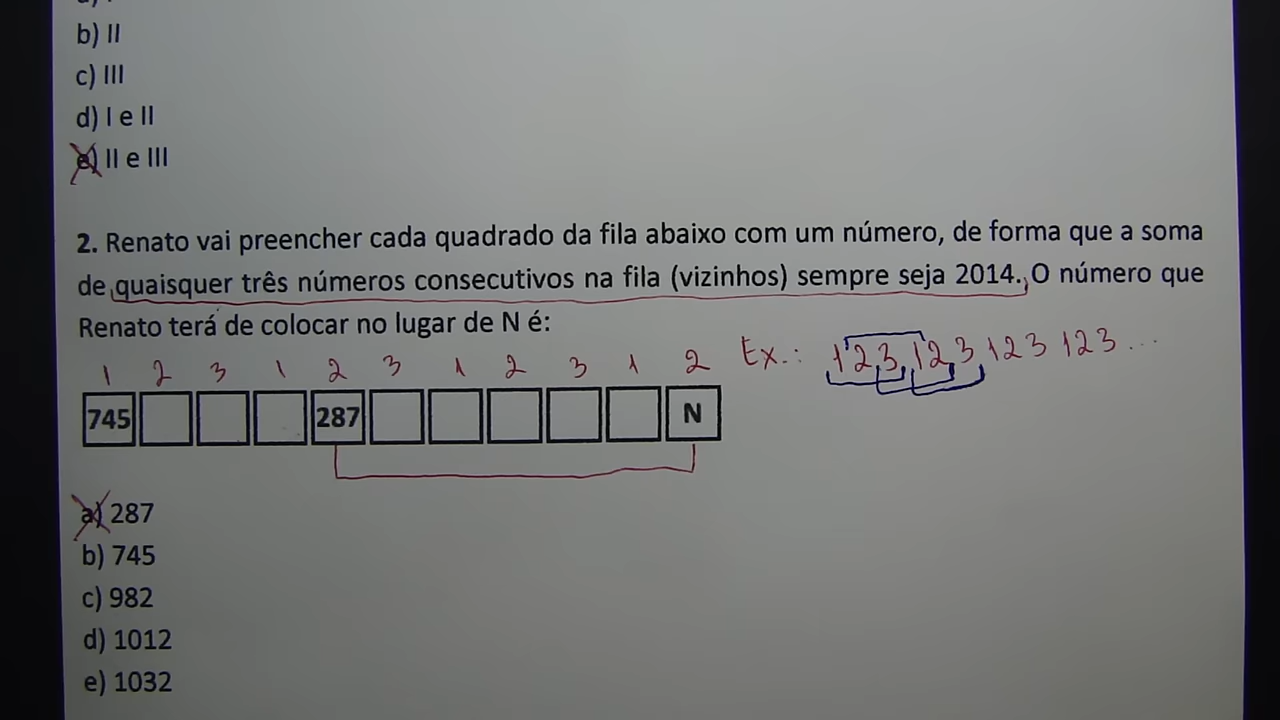 b) II
c) III
d) I e II
e) II e III
2. Renato vai preencher cada quadrado da fila abaixo com um número, de forma que a soma
de quaisquer três números consecutivos na fila (vizinhos) sempre seja 2014. O número que
Renato terá de colocar no lugar de N é:
1 2 3 1 2 3 1 2 3 1 2
Ex.: 123 123 123 123 ...
745 287 N
a) 287
b) 745
c) 982
d) 1012
e) 1032